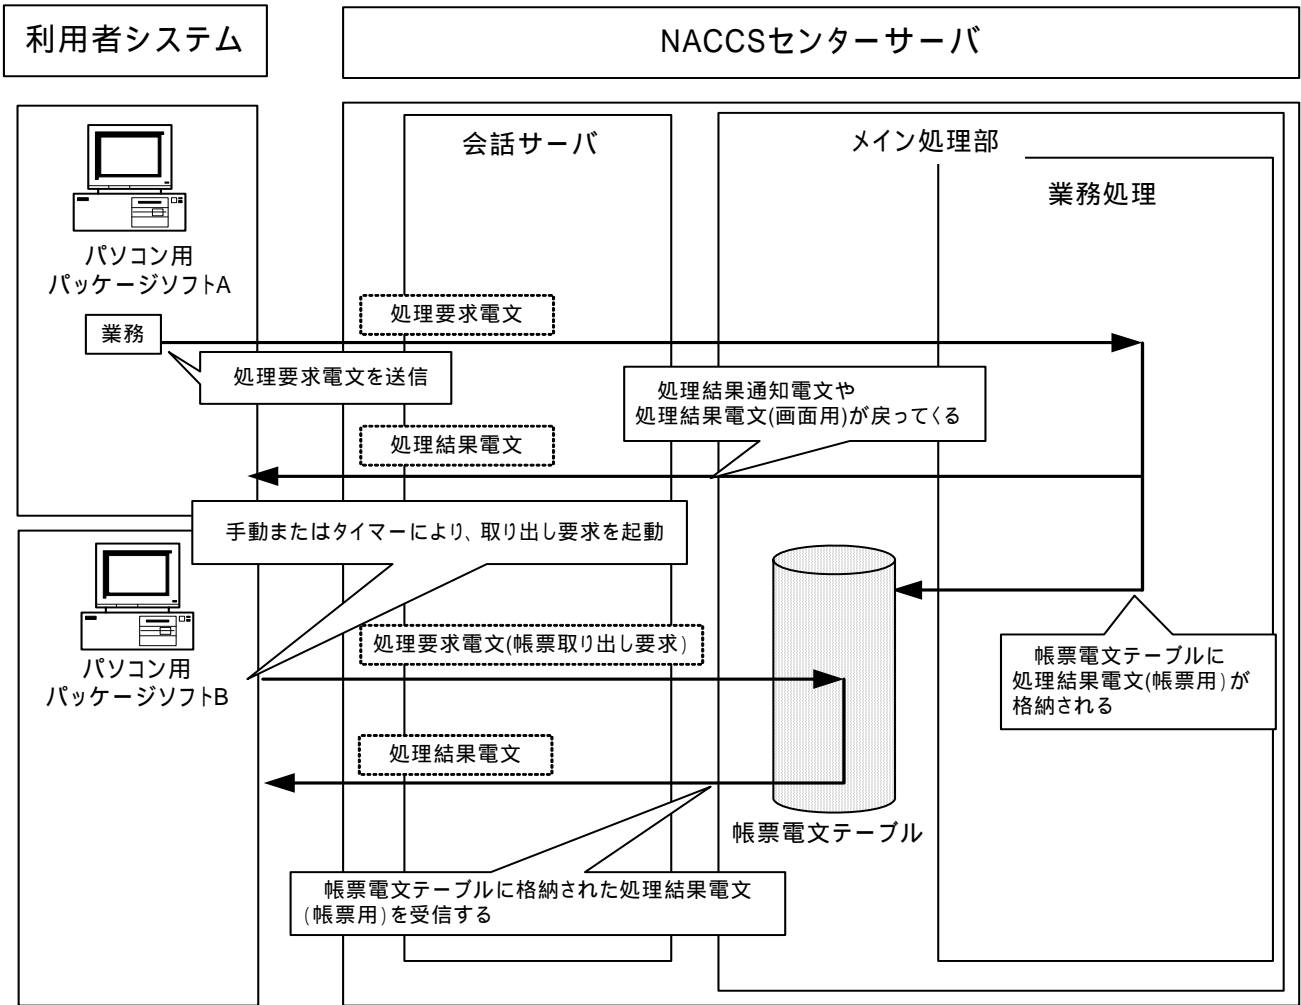 利用者システム
NACCSセンターサーバ
会話サーバ
メイン処理部
業務処理
パソコン用
パッケージソフトA
業務
処理要求電文
処理要求電文を送信
処理結果通知電文や
処理結果電文(画面用)が戻ってくる
処理結果電文
手動またはタイマーにより、取り出し要求を起動
パソコン用
パッケージソフトB
処理要求電文(帳票取り出し要求)
帳票電文テーブルに
処理結果電文(帳票用)が
格納される
処理結果電文
帳票電文テーブル
帳票電文テーブルに格納された処理結果電文
(帳票用)を受信する